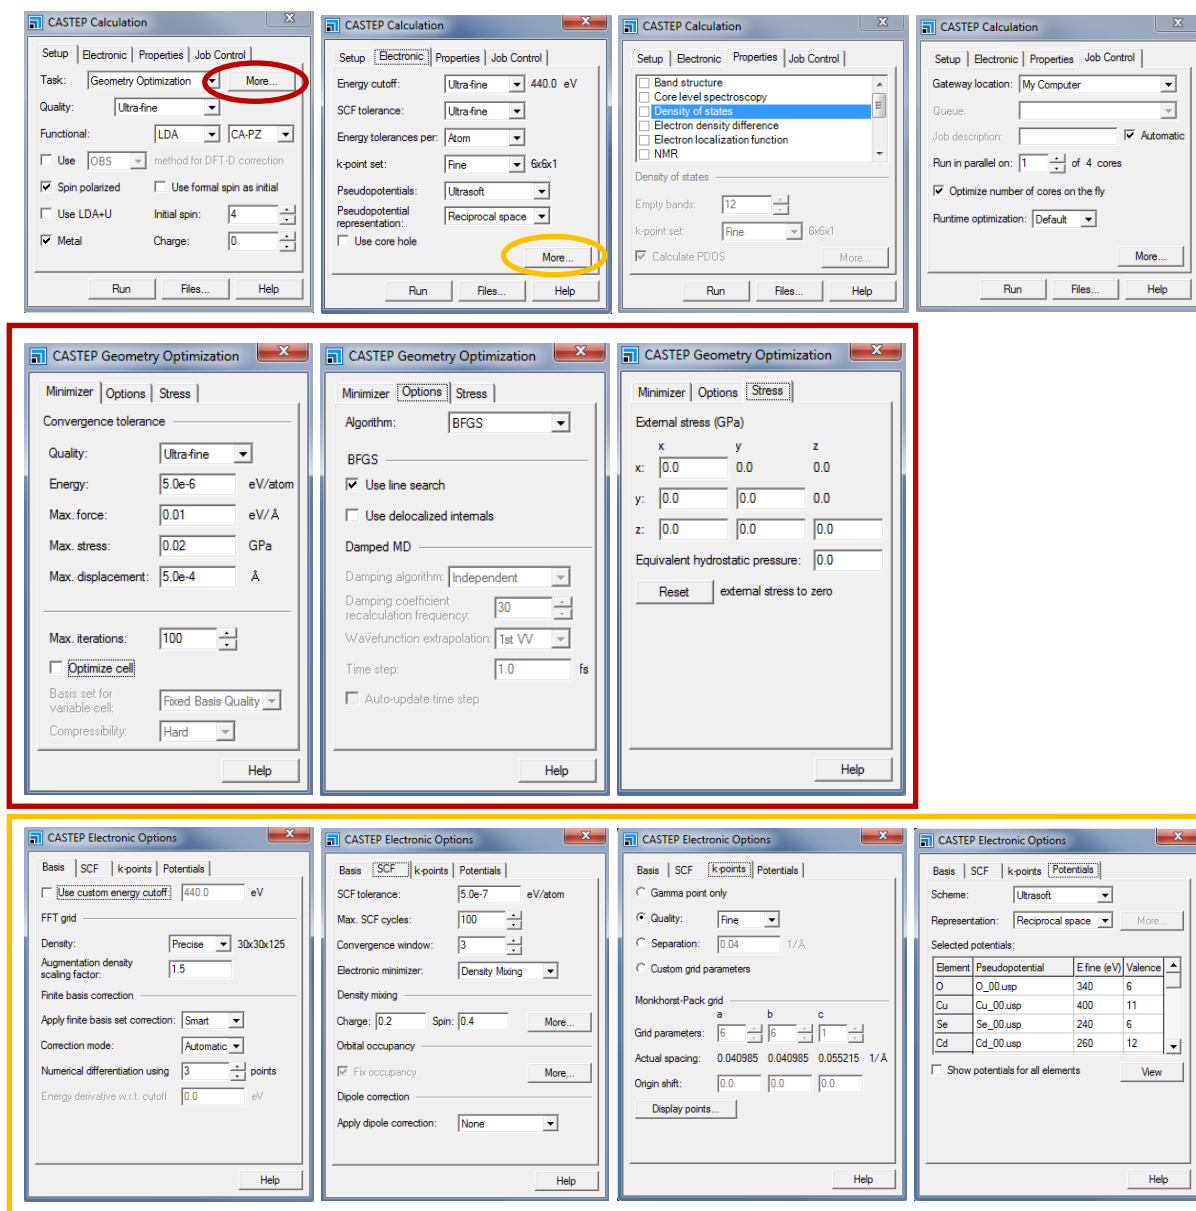 CASTEP Calculation
Setup Electronic Properties Job Control
Task: Geometry Optimization More...
Quality: Ultra-fine
Functional: LDA CA-PZ
Use OBS method for DFT-D correction
Spin polarized Use formal spin as initial
Use LDA+U Initial spin: 4
Metal Charge: 0
Run Files... Help
CASTEP Calculation
Setup Electronic Properties Job Control
Energy cutoff: Ultra-fine 440.0 eV
SCF tolerance: Ultra-fine
Energy tolerances per: Atom
k-point set: Fine 6x6x1
Pseudopotentials: Ultrasoft
Pseudopotential
representation: Reciprocal space
Use core hole
More...
Run Files... Help
CASTEP Calculation
Setup Electronic Properties Job Control
Band structure
Core level spectroscopy
Density of states
Electron density difference
Electron localization function
NMR
Density of states
Empty bands: 12
k-point set: Fine 6x6x1
Calculate PDOS More...
Run Files... Help
CASTEP Calculation
Setup Electronic Properties Job Control
Gateway location: My Computer
Queue:
Job description: Automatic
Run in parallel on: 1 of 4 cores
Optimize number of cores on the fly
Runtime optimization: Default
More...
Run Files... Help
CASTEP Geometry Optimization
Minimizer Options Stress
Convergence tolerance
Quality: Ultra-fine
Energy: 5.0e-6 eV/atom
Max. force: 0.01 eV/Å
Max. stress: 0.02 GPa
Max. displacement: 5.0e-4 Å
Max. iterations: 100
Optimize cell
Basis set for
variable cell: Fixed Basis Quality
Compressibility: Hard
Help
CASTEP Geometry Optimization
Minimizer Options Stress
Algorithm: BFGS
BFGS
Use line search
Use delocalized internals
Damped MD
Damping algorithm: Independent
Damping coefficient
recalculation frequency: 30
Wavefunction extrapolation: 1st VV
Time step: 1.0 fs
Auto-update time step
Help
CASTEP Geometry Optimization
Minimizer Options Stress
External stress (GPa)
x y z
x: 0.0 0.0 0.0
y: 0.0 0.0 0.0
z: 0.0 0.0 0.0
Equivalent hydrostatic pressure: 0.0
Reset external stress to zero
Help
CASTEP Electronic Options
Basis SCF k-points Potentials
Use custom energy cutoff: 440.0 eV
FFT grid
Density: Precise 30x30x125
Augmentation density
scaling factor: 1.5
Finite basis correction
Apply finite basis set correction: Smart
Correction mode: Automatic
Numerical differentiation using 3 points
Energy derivative w.r.t. cutoff 0.0 eV
Help
CASTEP Electronic Options
Basis SCF k-points Potentials
SCF tolerance: 5.0e-7 eV/atom
Max. SCF cycles: 100
Convergence window: 3
Electronic minimizer: Density Mixing
Density mixing
Charge: 0.2 Spin: 0.4 More...
Orbital occupancy
Fix occupancy More...
Dipole correction
Apply dipole correction: None
Help
CASTEP Electronic Options
Basis SCF k-points Potentials
Gamma point only
Quality: Fine
Separation: 0.04 1/Å
Custom grid parameters
Monkhorst-Pack grid
a b c
Grid parameters: 6 6 1
Actual spacing: 0.040985 0.040985 0.055215 1/Å
Origin shift: 0.0 0.0 0.0
Display points...
Help
CASTEP Electronic Options
Basis SCF k-points Potentials
Scheme: Ultrasoft
Representation: Reciprocal space More...
Selected potentials:
Element Pseudopotential E fine (eV) Valence
O O_00.usp 340 6
Cu Cu_00.usp 400 11
Se Se_00.usp 240 6
Cd Cd_00.usp 260 12
Show potentials for all elements View
Help